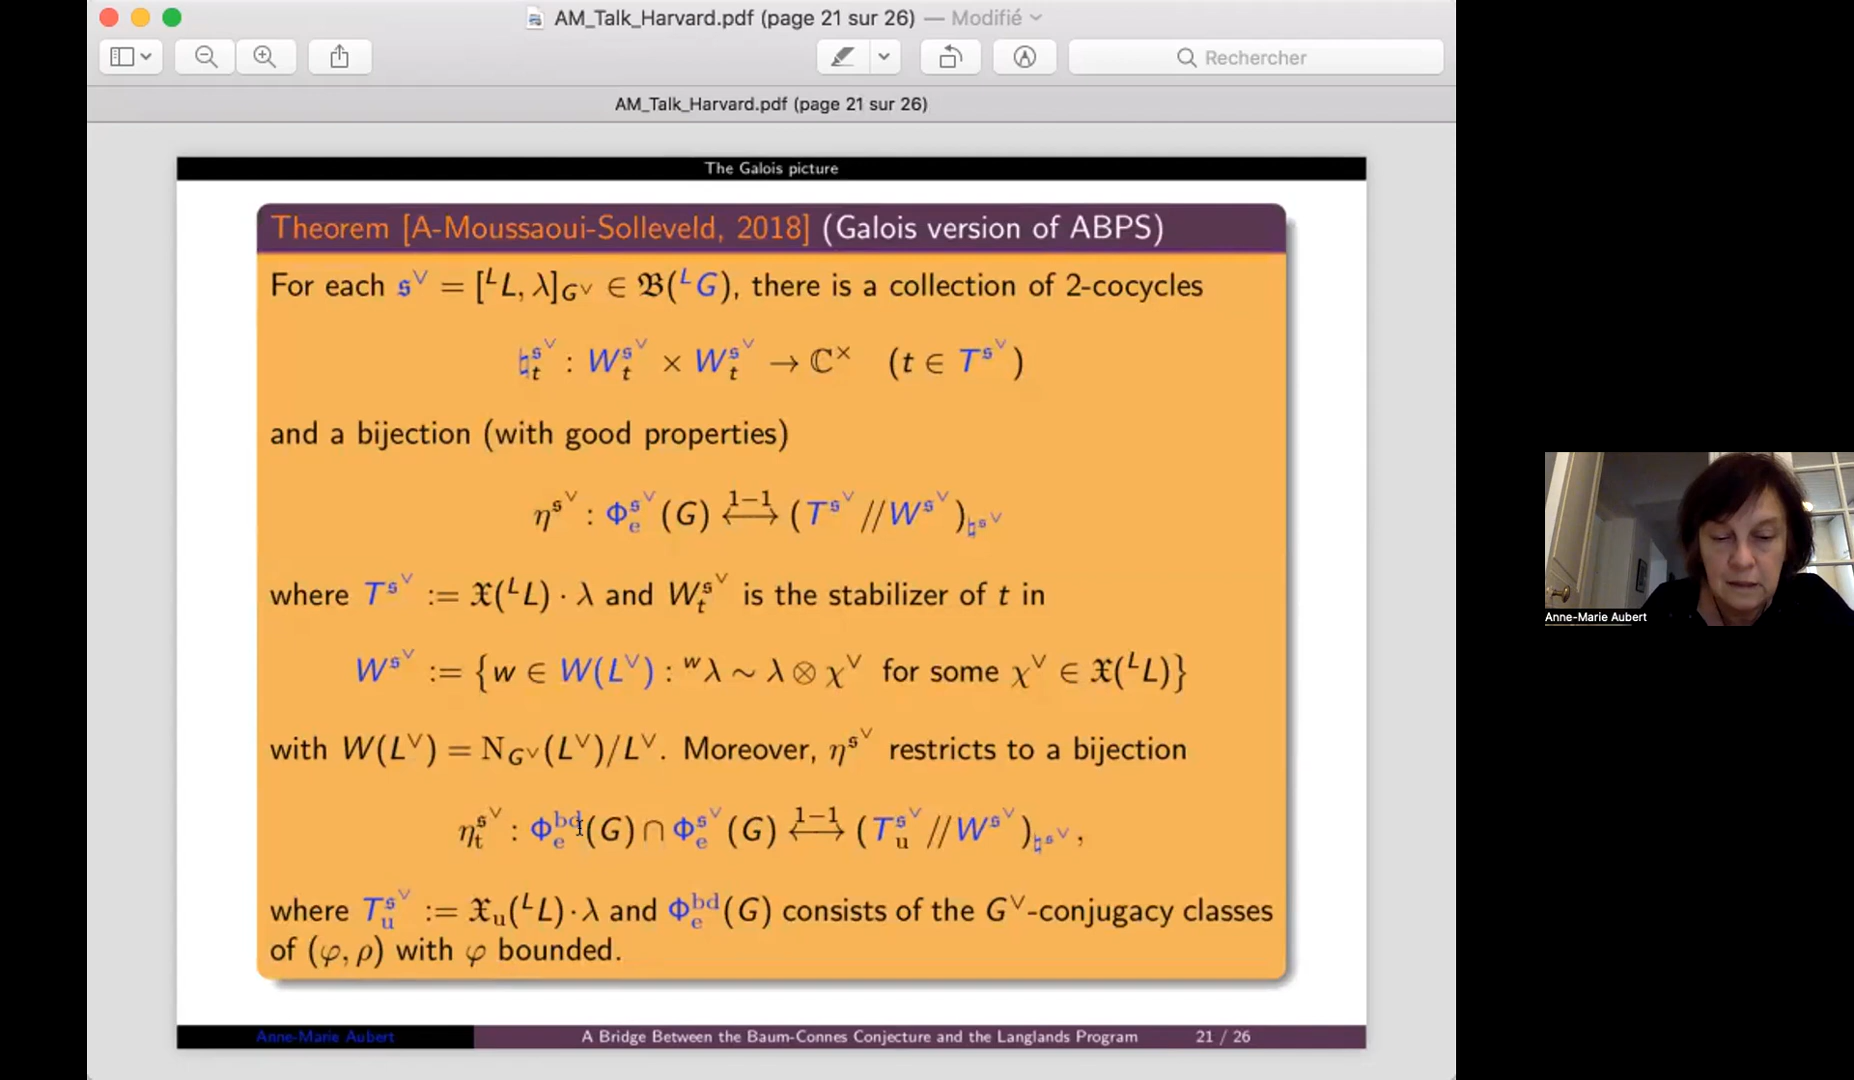 AM_Talk_Harvard.pdf (page 21 sur 26) — Modifié
Rechercher
AM_Talk_Harvard.pdf (page 21 sur 26)
The Galois picture
Theorem [A-Moussaoui-Solleveld, 2018] (Galois version of ABPS)
For each 𝔰^∨ = [^L L, λ]_{G^∨} ∈ 𝔅(^L G), there is a collection of 2-cocycles
♮_t^{𝔰^∨} : W_t^{𝔰^∨} × W_t^{𝔰^∨} → ℂ^× (t ∈ T^{𝔰^∨})
and a bijection (with good properties)
η^{𝔰^∨} : Φ_e^{𝔰^∨}(G) ⟷^{1−1} (T^{𝔰^∨} // W^{𝔰^∨})_{♮^{𝔰^∨}}
where T^{𝔰^∨} := 𝔛(^L L) · λ and W_t^{𝔰^∨} is the stabilizer of t in
W^{𝔰^∨} := {w ∈ W(L^∨) : ^w λ ∼ λ ⊗ χ^∨ for some χ^∨ ∈ 𝔛(^L L)}
with W(L^∨) = N_{G^∨}(L^∨)/L^∨. Moreover, η^{𝔰^∨} restricts to a bijection
η_t^{𝔰^∨} : Φ_e^{bd}(G) ∩ Φ_e^{𝔰^∨}(G) ⟷^{1−1} (T_u^{𝔰^∨} // W^{𝔰^∨})_{♮^{𝔰^∨}},
where T_u^{𝔰^∨} := 𝔛_u(^L L) · λ and Φ_e^{bd}(G) consists of the G^∨-conjugacy classes
of (φ, ρ) with φ bounded.
Anne-Marie Aubert
A Bridge Between the Baum-Connes Conjecture and the Langlands Program
21 / 26
Anne-Marie Aubert